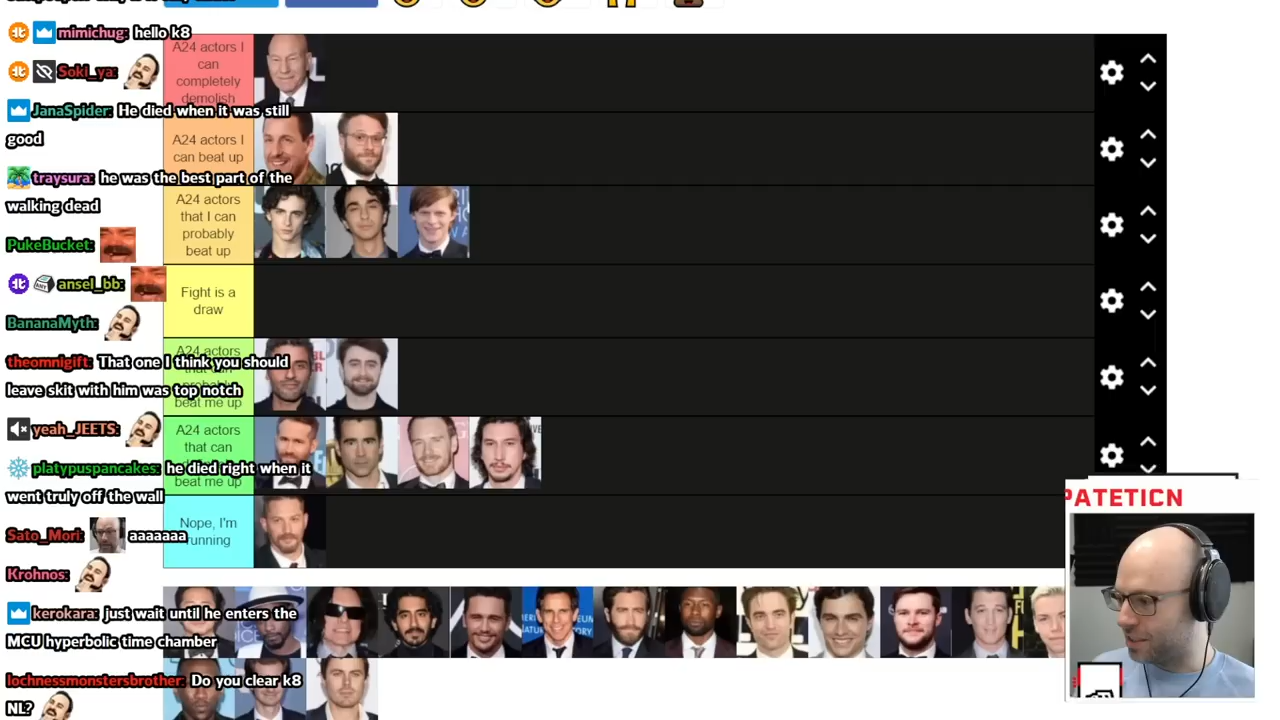 mimichug: hello k8
Soki_ya:
JanaSpider: He died when it was still
good
traysura: he was the best part of the
walking dead
PukeBucket:
ansel_bb:
BananaMyth:
theomnigift: That one I think you should
leave skit with him was top notch
yeah_JEETS:
platypuspancakes: he died right when it
went truly off the wall
Sato_Mori: aaaaaaa
Krohnos:
kerokara: just wait until he enters the
MCU hyperbolic time chamber
lochnessmonstersbrother: Do you clear k8
NL?
A24 actors I
can
completely
demolish
A24 actors I
can beat up
A24 actors
that I can
probably
beat up
Fight is a
draw
A24 actors
that can
probably
beat me up
A24 actors
that can
beat me up
Nope, I'm
running
PATETICN